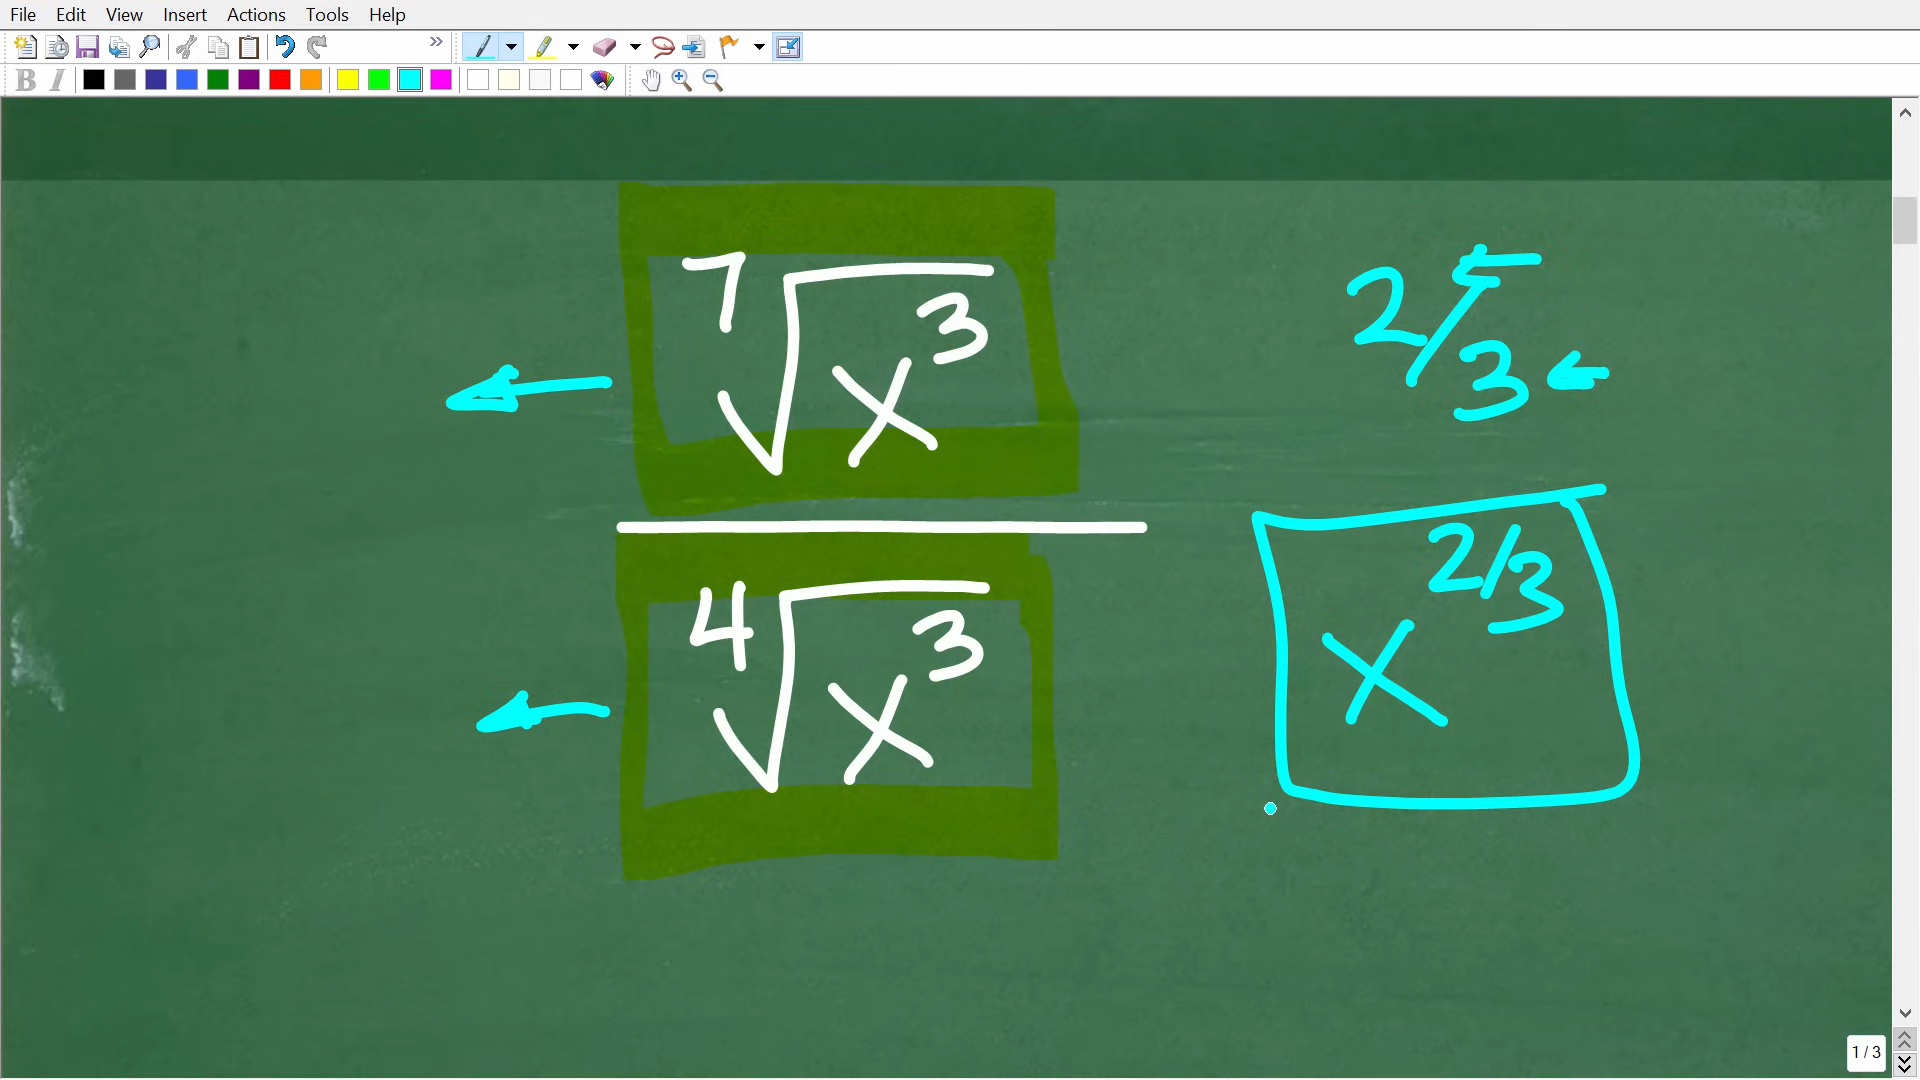 File Edit View Insert Actions Tools Help
B I
7√x³
4√x³
2/3
x^2/3
1 / 3